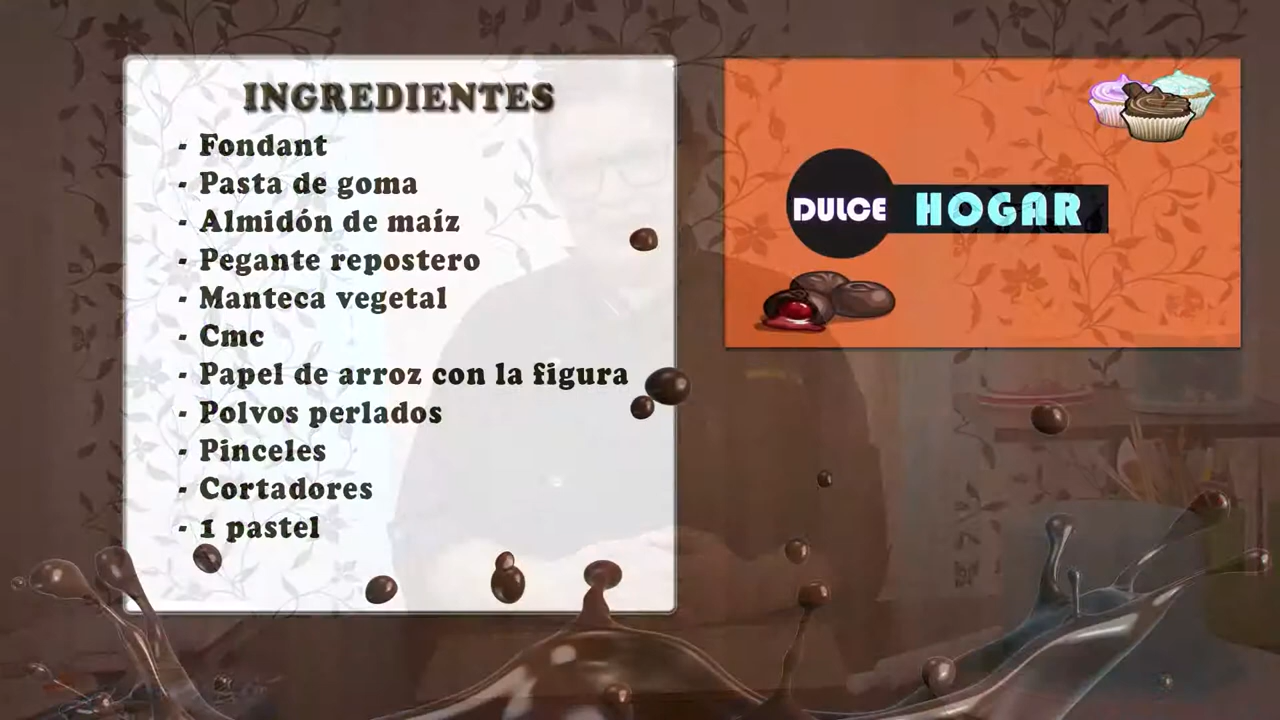 INGREDIENTES
- Fondant
- Pasta de goma
- Almidón de maíz
- Pegante repostero
- Manteca vegetal
- Cmc
- Papel de arroz con la figura
- Polvos perlados
- Pinceles
- Cortadores
- 1 pastel
DULCE HOGAR